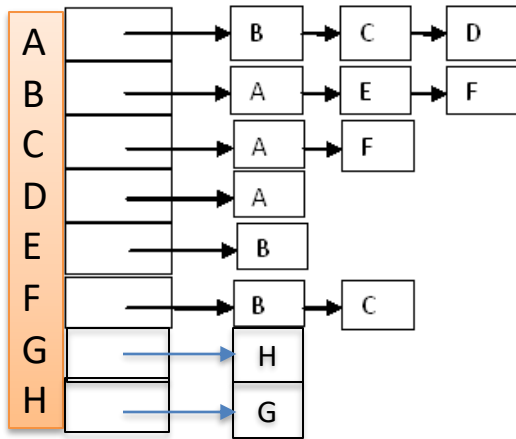 A B C D
B A E F
C A F
D A
E B
F B C
G H
H G